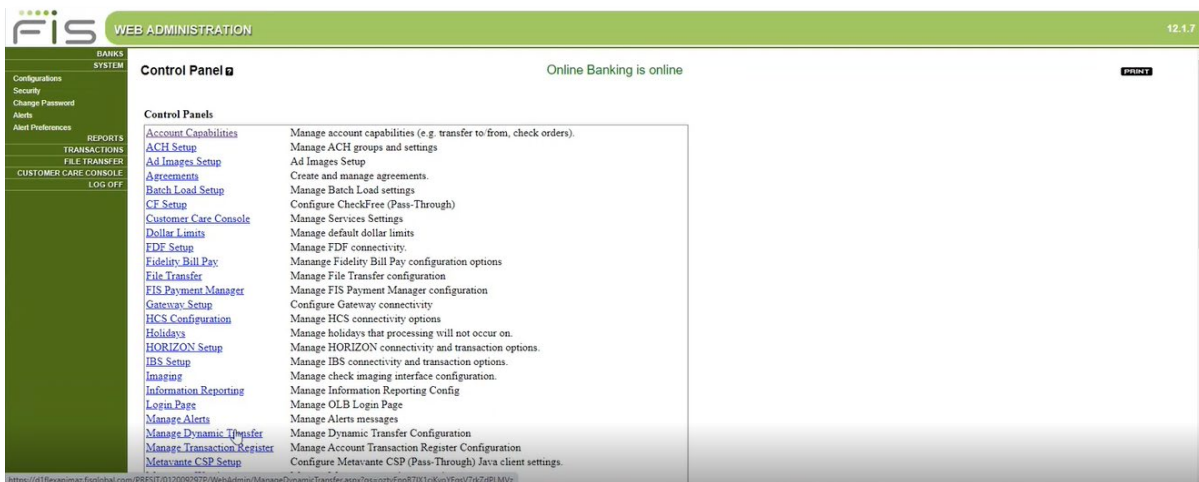 FIS WEB ADMINISTRATION 12.1.7
BANKS
SYSTEM
Configurations
Security
Change Password
Alerts
Alert Preferences
REPORTS
TRANSACTIONS
FILE TRANSFER
CUSTOMER CARE CONSOLE
LOG OFF
Control Panel ? Online Banking is online PRINT
Control Panels
Account Capabilities Manage account capabilities (e.g. transfer to/from, check orders).
ACH Setup Manage ACH groups and settings
Ad Images Setup Ad Images Setup
Agreements Create and manage agreements.
Batch Load Setup Manage Batch Load settings
CF Setup Configure CheckFree (Pass-Through)
Customer Care Console Manage Services Settings
Dollar Limits Manage default dollar limits
FDF Setup Manage FDF connectivity.
Fidelity Bill Pay Manange Fidelity Bill Pay configuration options
File Transfer Manage File Transfer configuration
FIS Payment Manager Manage FIS Payment Manager configuration
Gateway Setup Configure Gateway connectivity
HCS Configuration Manage HCS connectivity options
Holidays Manage holidays that processing will not occur on.
HORIZON Setup Manage HORIZON connectivity and transaction options.
IBS Setup Manage IBS connectivity and transaction options.
Imaging Manage check imaging interface configuration.
Information Reporting Manage Information Reporting Config
Login Page Manage OLB Login Page
Manage Alerts Manage Alerts messages
Manage Dynamic Transfer Manage Dynamic Transfer Configuration
Manage Transaction Register Manage Account Transaction Register Configuration
Metavante CSP Setup Configure Metavante CSP (Pass-Through) Java client settings.